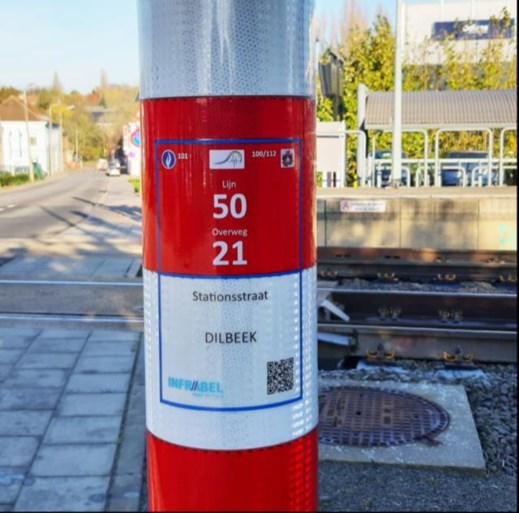 101
100/112
Lijn
50
Overweg
21
Stationsstraat
DILBEEK
INFRABEL